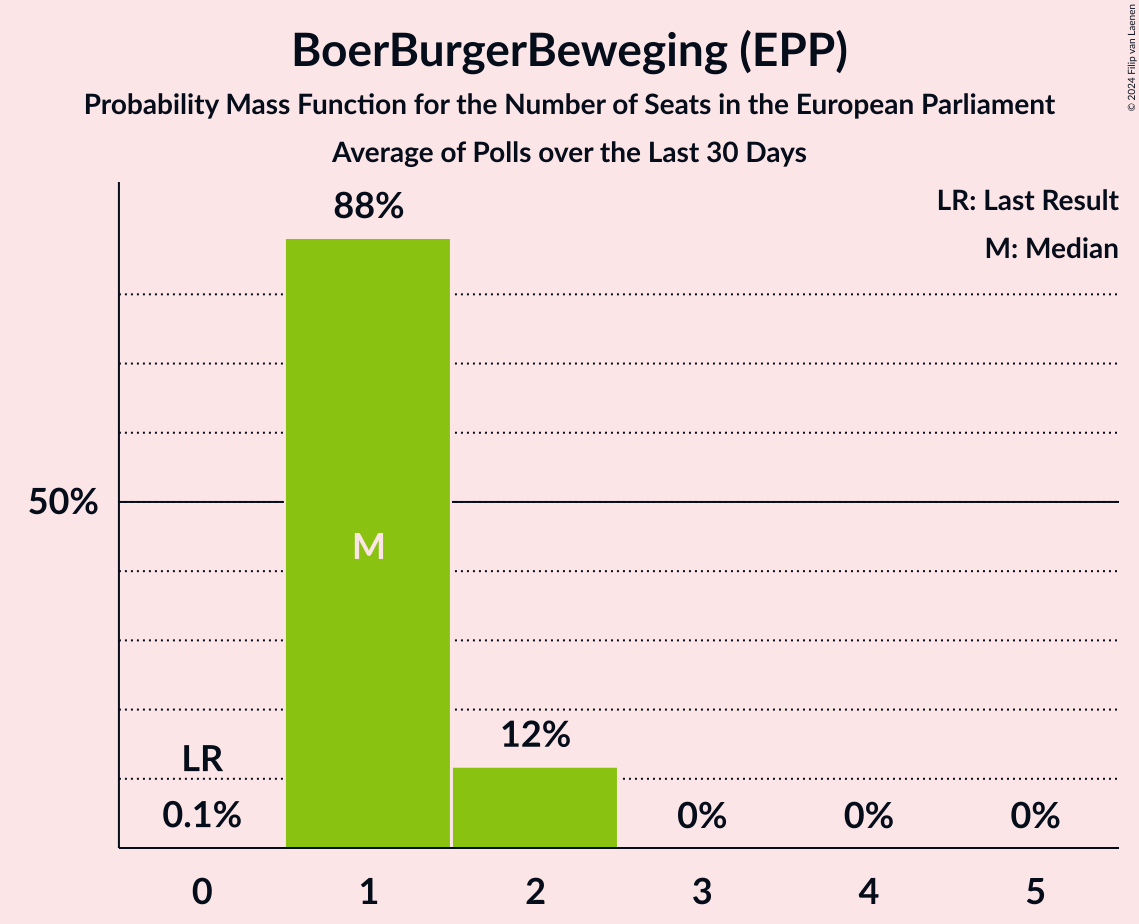 BoerBurgerBeweging (EPP)
Probability Mass Function for the Number of Seats in the European Parliament
Average of Polls over the Last 30 Days
© 2024 Filip van Laenen
LR: Last Result
M: Median
88%
50%
M
12%
LR
0.1%
0%
0%
0%
0
1
2
3
4
5